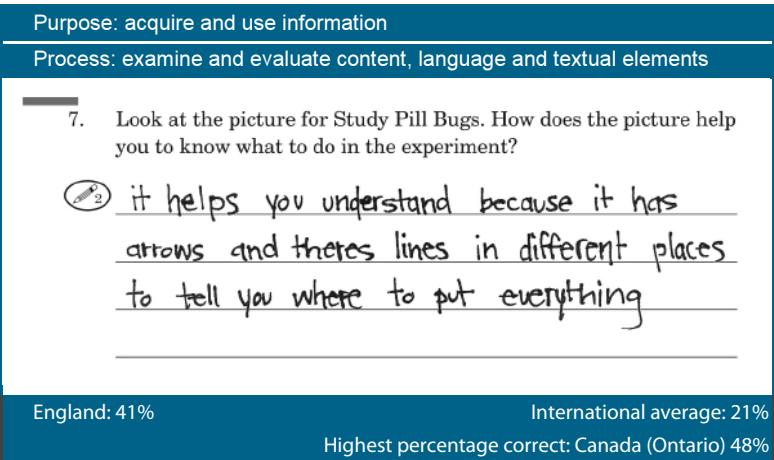 Purpose: acquire and use information
Process: examine and evaluate content, language and textual elements
7. Look at the picture for Study Pill Bugs. How does the picture help
you to know what to do in the experiment?
2 it helps you understand because it has
arrows and theres lines in different places
to tell you where to put everything
England: 41% International average: 21%
Highest percentage correct: Canada (Ontario) 48%